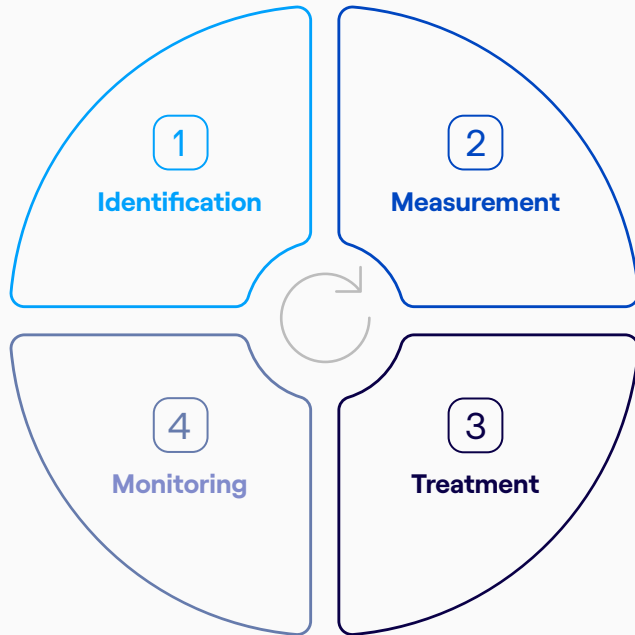 1
Identification
2
Measurement
3
Treatment
4
Monitoring